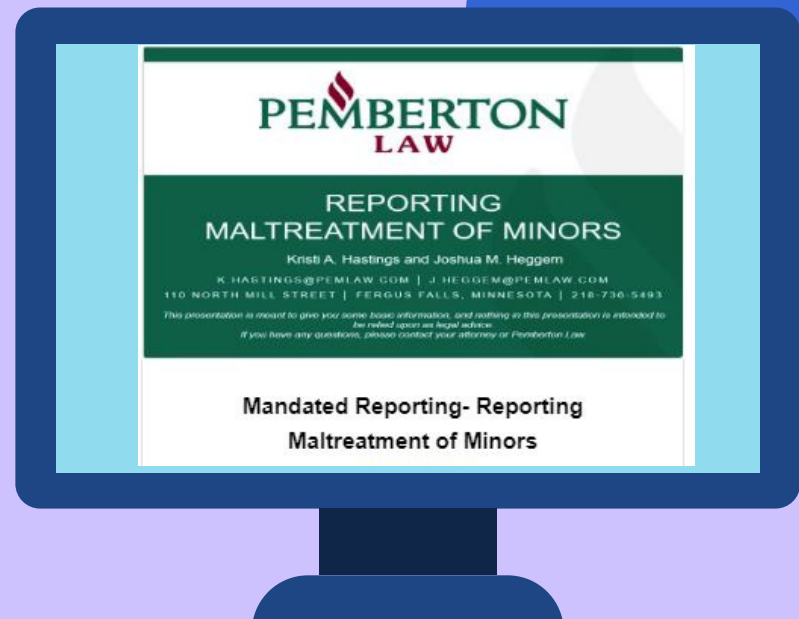 PEMBERTON
LAW
REPORTING
MALTREATMENT OF MINORS
Kristi A. Hastings and Joshua M. Heggem
K.HASTINGS@PEMLAW.COM | J.HEGGEM@PEMLAW.COM
110 NORTH MILL STREET | FERGUS FALLS, MINNESOTA | 218-736-5493
This presentation is meant to give you some basic information, and nothing in this presentation is intended to
be relied upon as legal advice.
If you have any questions, please contact your attorney or Pemberton Law
Mandated Reporting- Reporting
Maltreatment of Minors